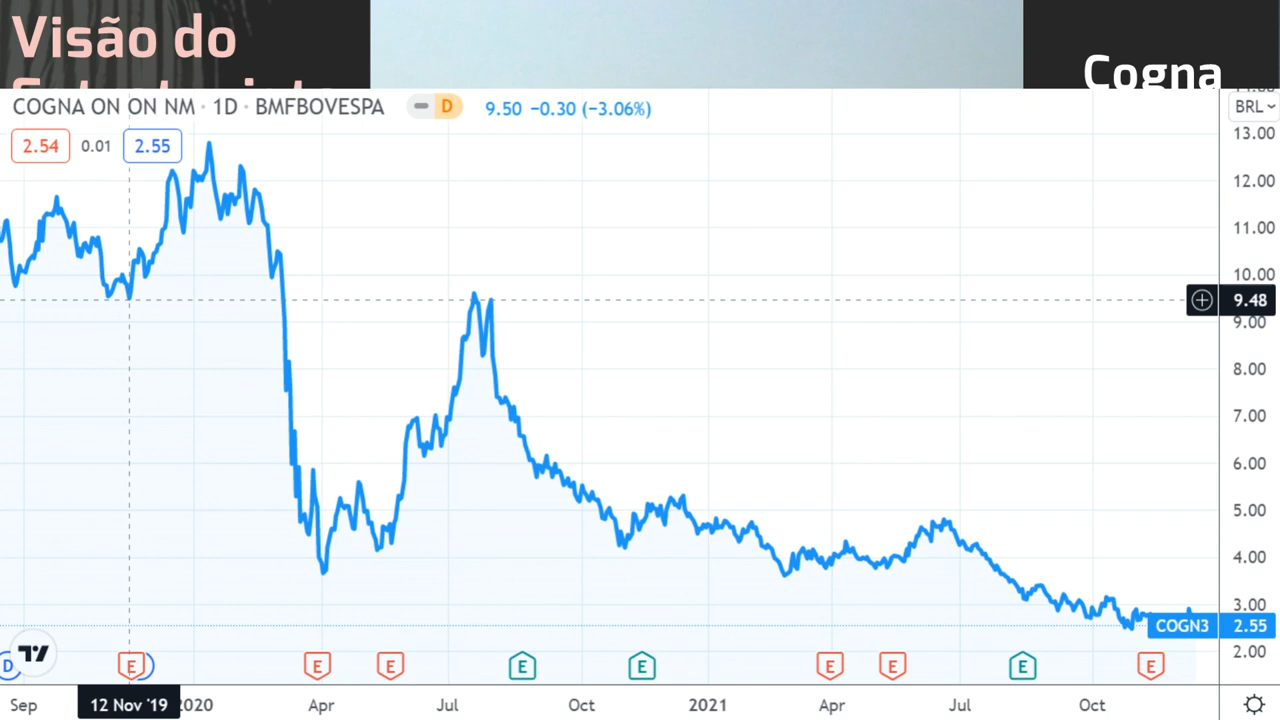 Visão do
Cogna
COGNA ON ON NM · 1D · BMFBOVESPA
D
9.50 −0.30 (−3.06%)
BRL
2.54
0.01
2.55
13.00
12.00
11.00
10.00
9.48
9.00
8.00
7.00
6.00
5.00
4.00
3.00
COGN3 2.55
2.00
D E E E E E E E E E
Sep 12 Nov '19 2020 Apr Jul Oct 2021 Apr Jul Oct